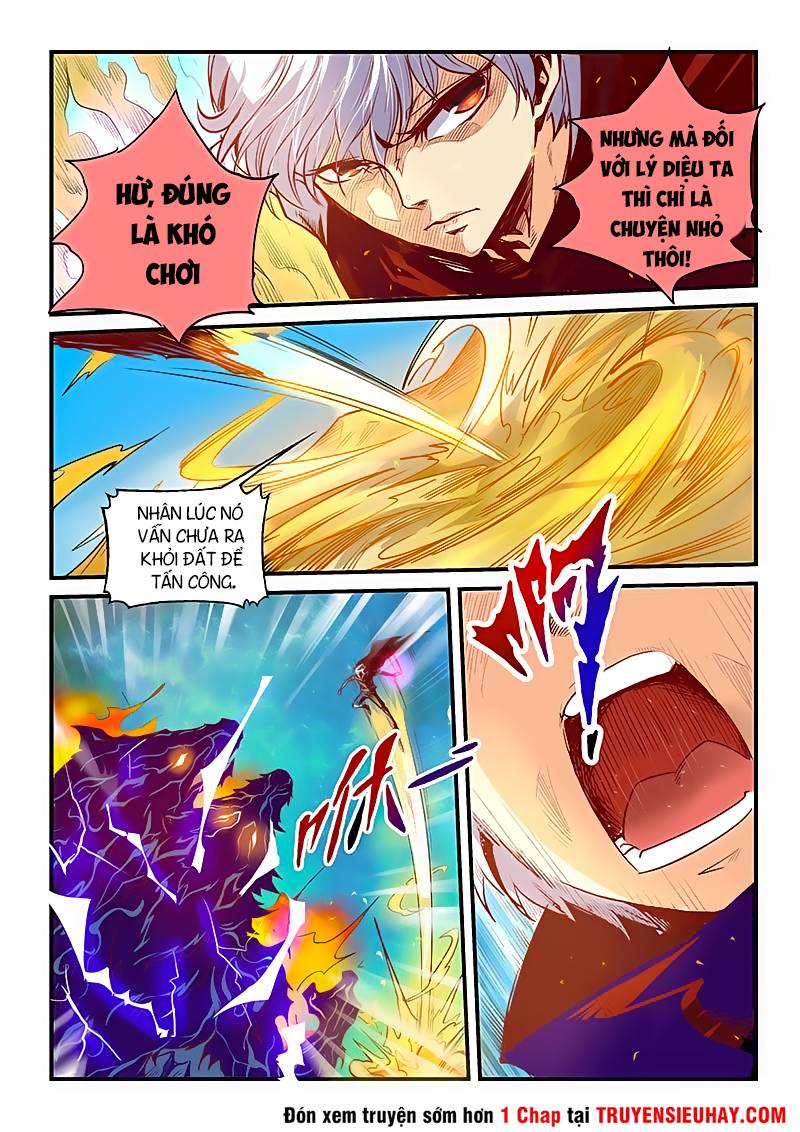 HỪ, ĐÚNG
LÀ KHÓ
CHƠI
NHƯNG MÀ ĐỐI
VỚI LÝ DIỆU TA
THÌ CHỈ LÀ
CHUYỆN NHỎ
THÔI!
NHÂN LÚC NÓ
VẪN CHƯA RA
KHỎI ĐẤT ĐỂ
TẤN CÔNG.
啊!
咻
Đón xem truyện sớm hơn 1 Chap tại TRUYENSIEUHAY.COM